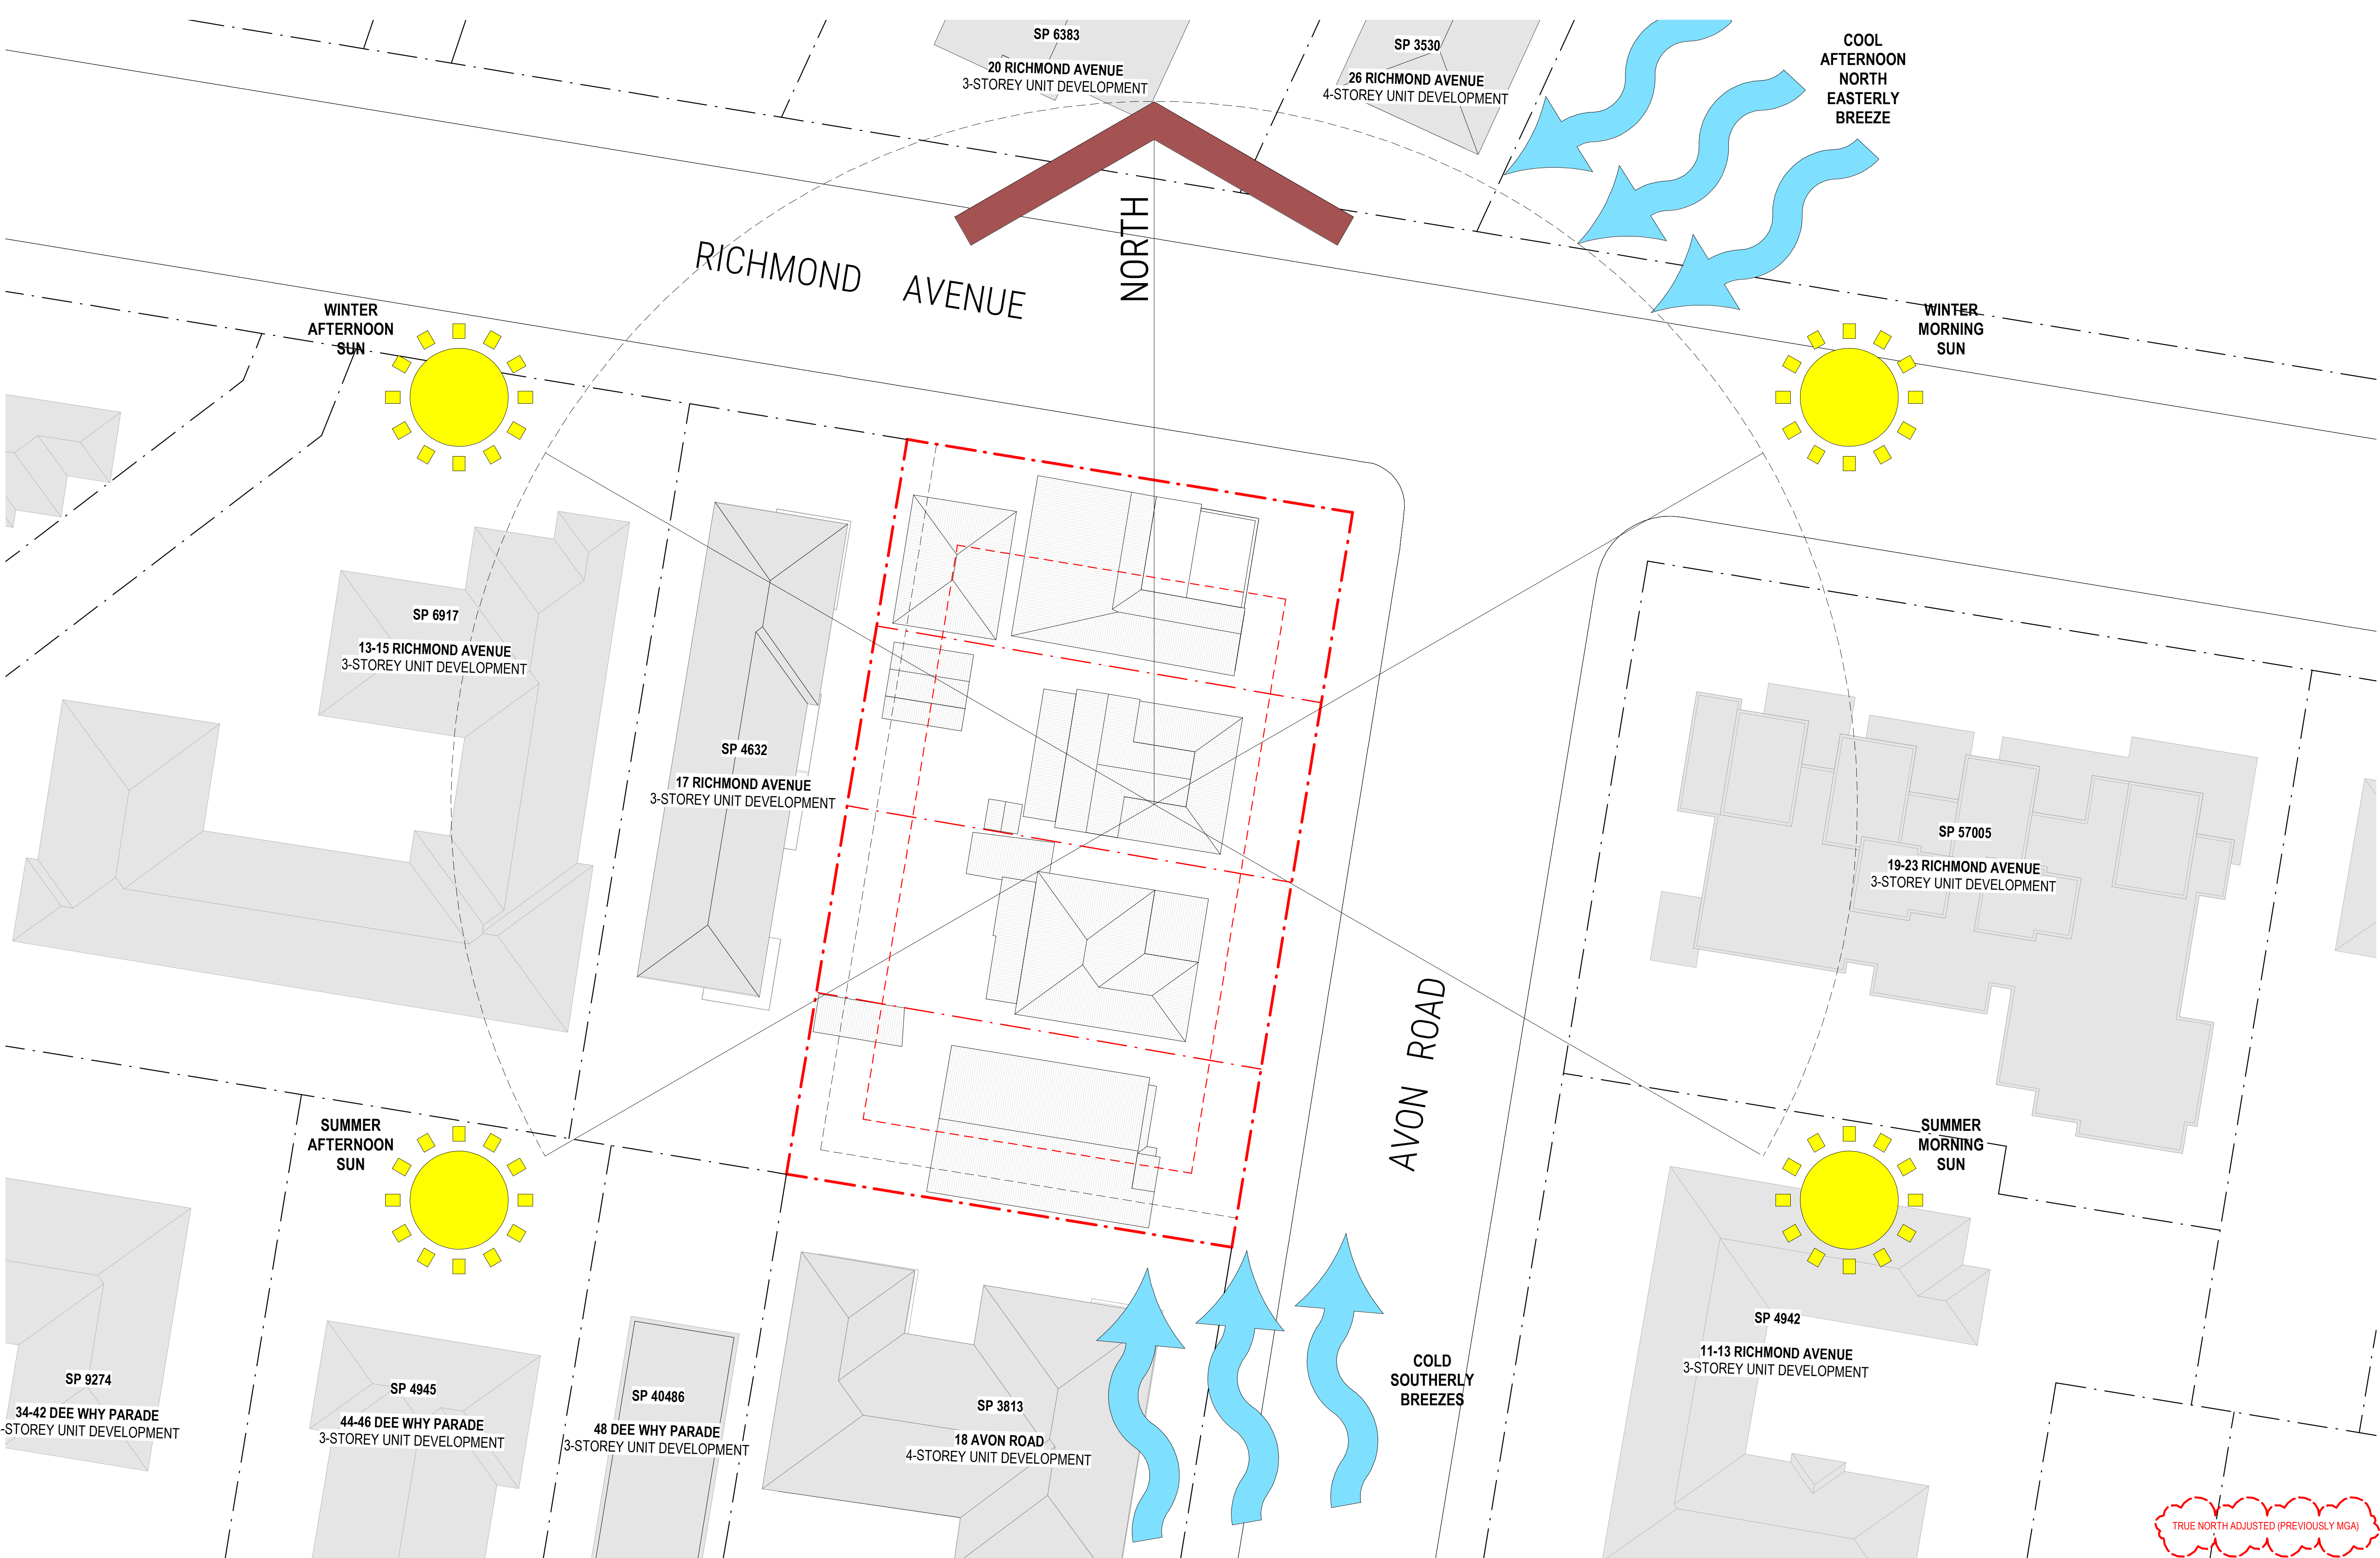 SP 6383
20 RICHMOND AVENUE
3-STOREY UNIT DEVELOPMENT
SP 3530
26 RICHMOND AVENUE
4-STOREY UNIT DEVELOPMENT
COOL
AFTERNOON
NORTH
EASTERLY
BREEZE
NORTH
RICHMOND AVENUE
WINTER
AFTERNOON
SUN
WINTER
MORNING
SUN
SP 6917
13-15 RICHMOND AVENUE
3-STOREY UNIT DEVELOPMENT
SP 4632
17 RICHMOND AVENUE
3-STOREY UNIT DEVELOPMENT
SP 57005
19-23 RICHMOND AVENUE
3-STOREY UNIT DEVELOPMENT
AVON ROAD
SUMMER
AFTERNOON
SUN
SUMMER
MORNING
SUN
SP 9274
34-42 DEE WHY PARADE
-STOREY UNIT DEVELOPMENT
SP 4945
44-46 DEE WHY PARADE
3-STOREY UNIT DEVELOPMENT
SP 40486
48 DEE WHY PARADE
3-STOREY UNIT DEVELOPMENT
SP 3813
18 AVON ROAD
4-STOREY UNIT DEVELOPMENT
COLD
SOUTHERLY
BREEZES
SP 4942
11-13 RICHMOND AVENUE
3-STOREY UNIT DEVELOPMENT
TRUE NORTH ADJUSTED (PREVIOUSLY MGA)